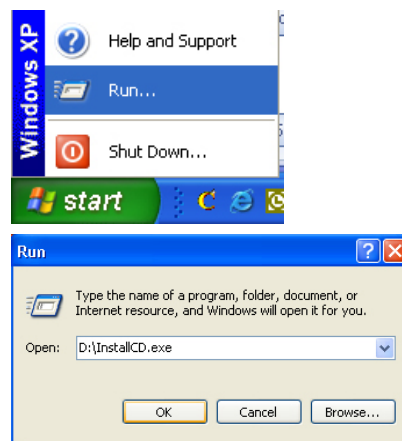 Windows XP
Help and Support
Run...
Shut Down...
start
Run
Type the name of a program, folder, document, or
Internet resource, and Windows will open it for you.
Open: D:\InstallCD.exe
OK Cancel Browse...